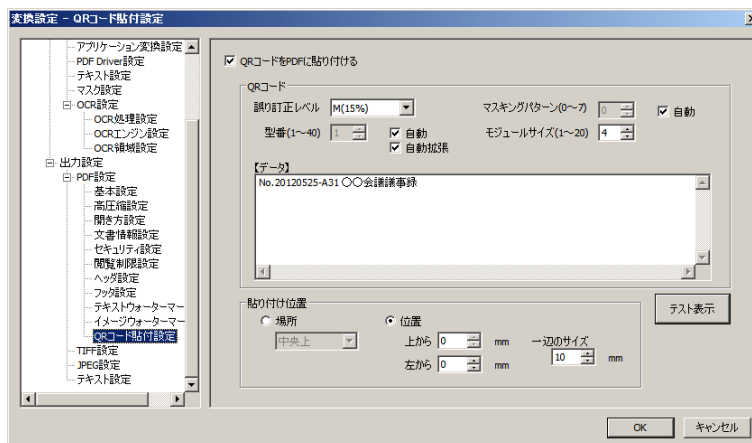 変換設定 - QRコード貼付設定
アプリケーション変換設定
PDF Driver設定
テキスト設定
マスク設定
OCR設定
OCR処理設定
OCRエンジン設定
OCR領域設定
出力設定
PDF設定
基本設定
高圧縮設定
開き方設定
文書情報設定
セキュリティ設定
閲覧制限設定
ヘッダ設定
フッタ設定
テキストウォーターマー
イメージウォーターマー
QRコード貼付設定
TIFF設定
JPEG設定
テキスト設定
QRコードをPDFに貼り付ける
QRコード
誤り訂正レベル M(15%) マスキングパターン(0～7) 0 自動
型番(1～40) 1 自動 モジュールサイズ(1～20) 4
自動拡張
【データ】
No.20120525-A31 〇〇会議議事録
貼り付け位置
場所 位置
中央上 上から 0 mm 一辺のサイズ
左から 0 mm 10 mm
テスト表示
OK キャンセル